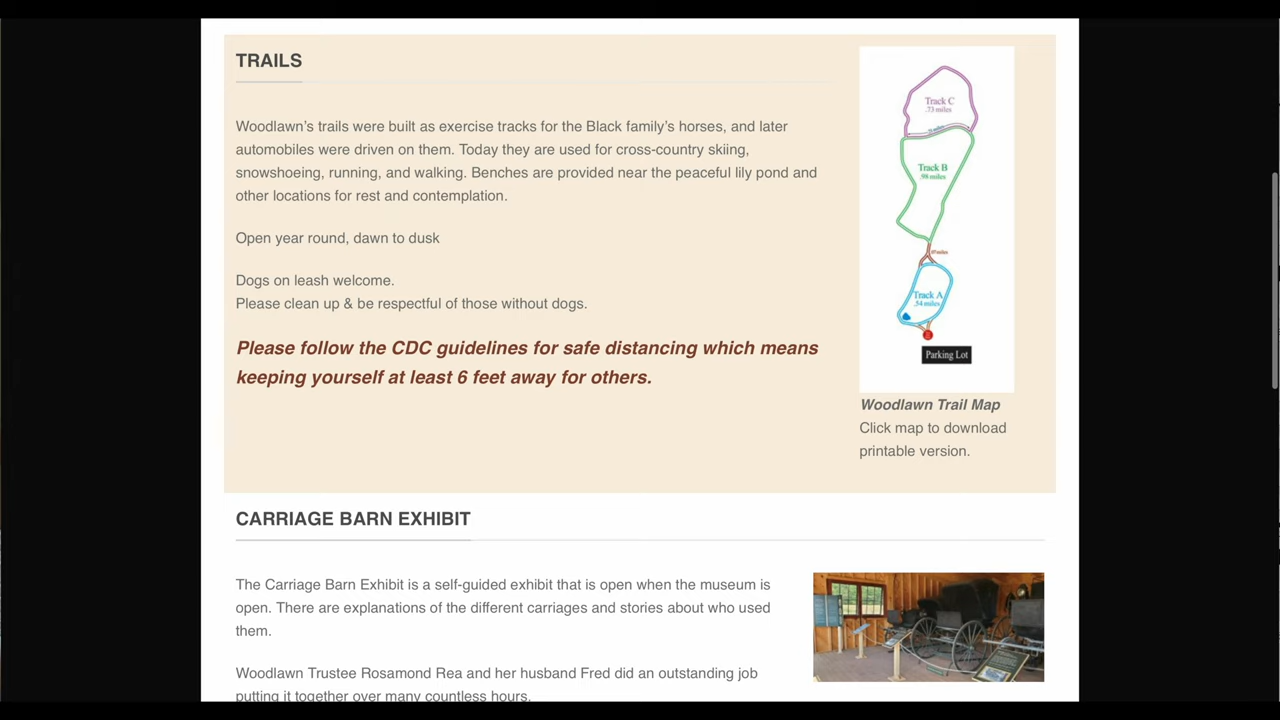 TRAILS
Woodlawn’s trails were built as exercise tracks for the Black family’s horses, and later
automobiles were driven on them. Today they are used for cross-country skiing,
snowshoeing, running, and walking. Benches are provided near the peaceful lily pond and
other locations for rest and contemplation.
Open year round, dawn to dusk
Dogs on leash welcome.
Please clean up & be respectful of those without dogs.
Please follow the CDC guidelines for safe distancing which means
keeping yourself at least 6 feet away for others.
Track C
.73 miles
Track B
.98 miles
Track A
.54 miles
Parking Lot
Woodlawn Trail Map
Click map to download
printable version.
CARRIAGE BARN EXHIBIT
The Carriage Barn Exhibit is a self-guided exhibit that is open when the museum is
open. There are explanations of the different carriages and stories about who used
them.
Woodlawn Trustee Rosamond Rea and her husband Fred did an outstanding job
putting it together over many countless hours.